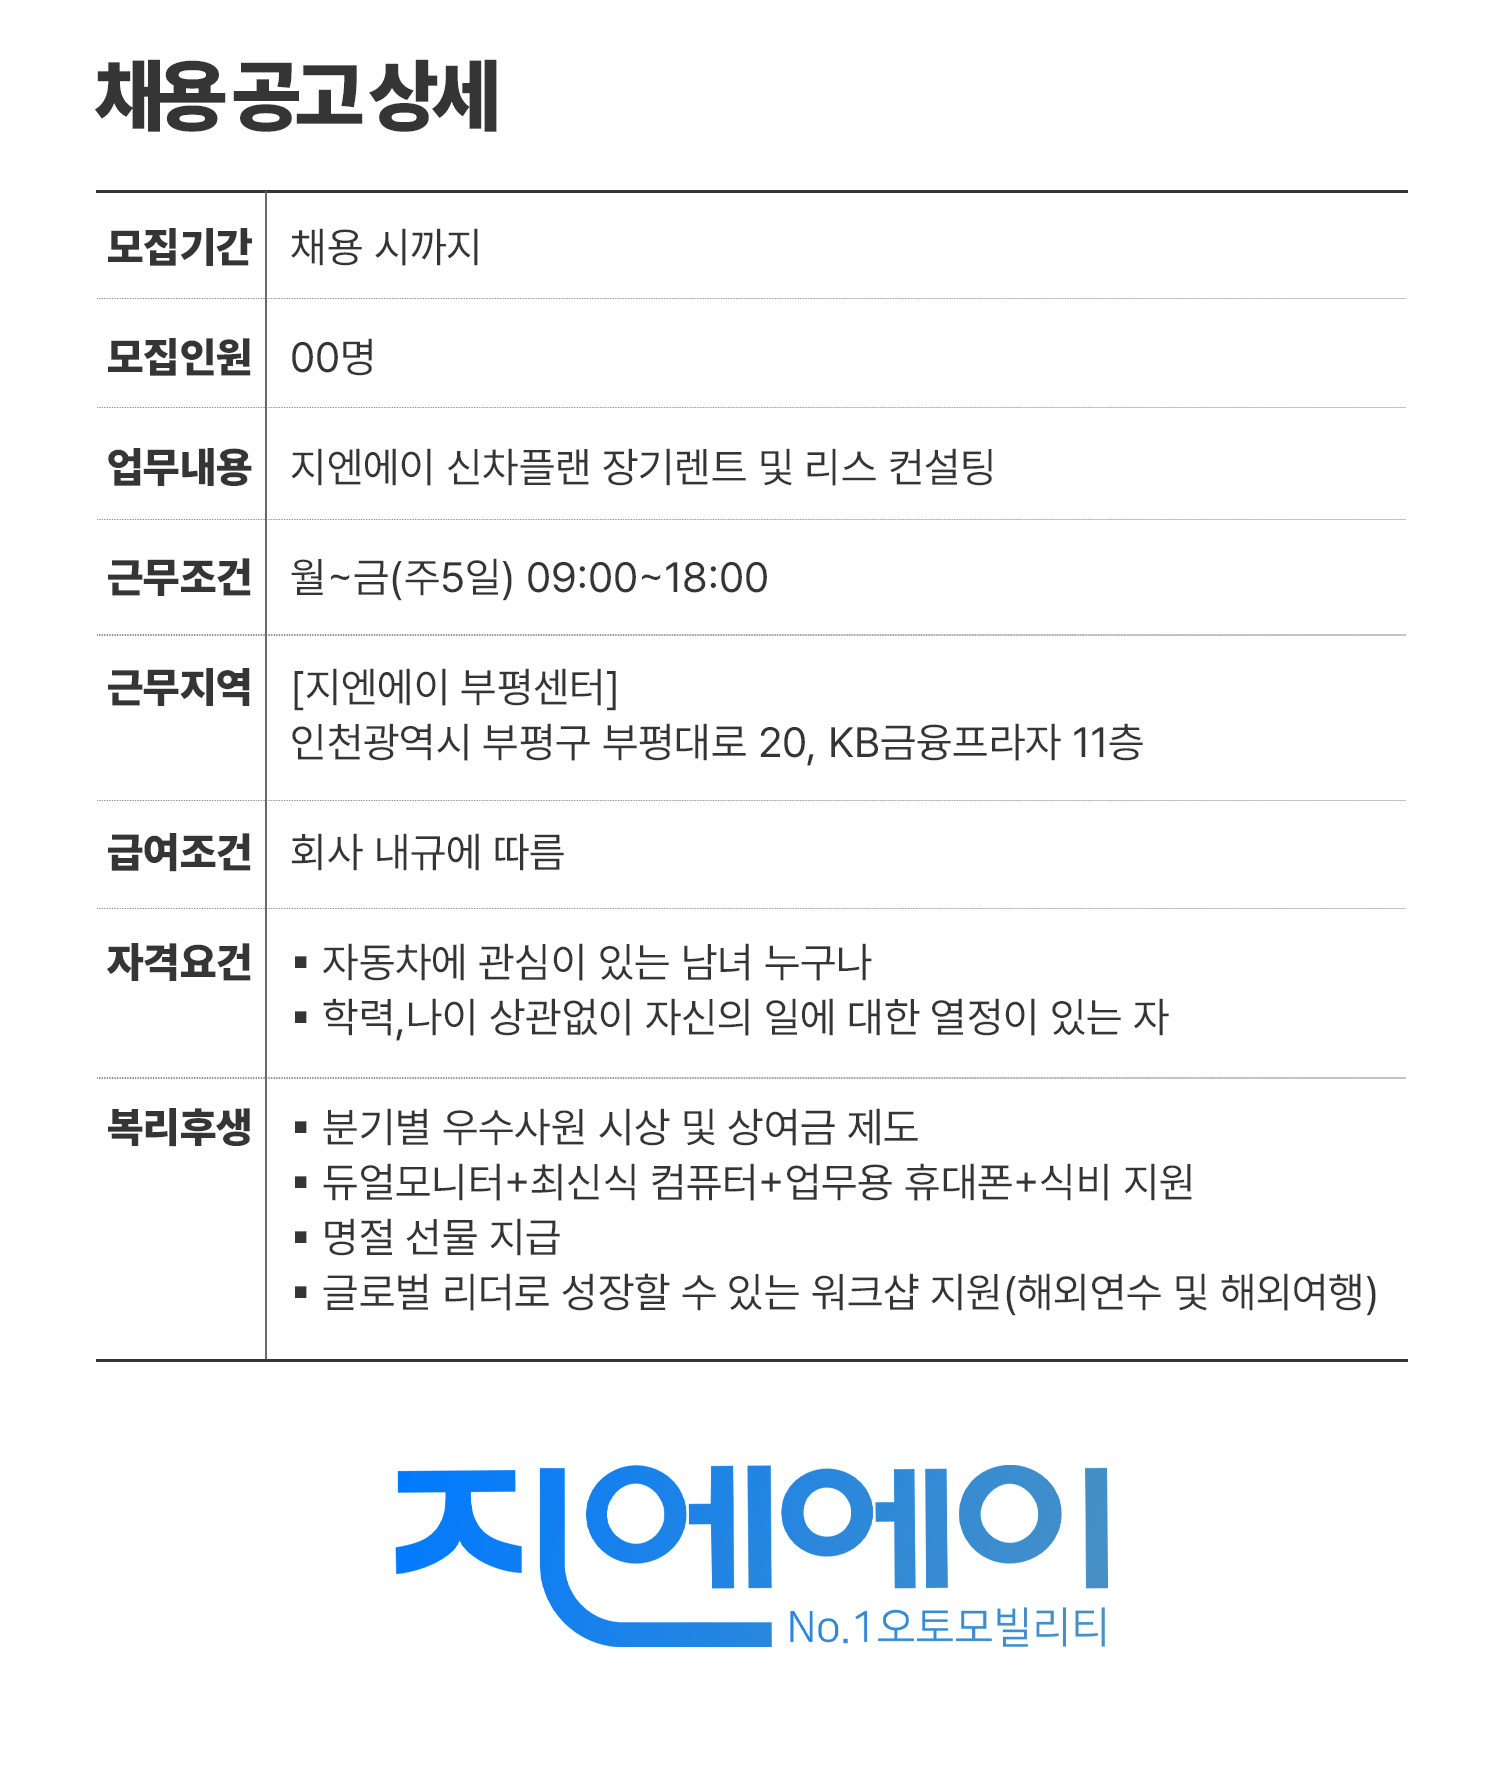 채용 공고 상세
모집기간 채용 시까지
모집인원 00명
업무내용 지엔에이 신차플랜 장기렌트 및 리스 컨설팅
근무조건 월~금(주5일) 09:00~18:00
근무지역 [지엔에이 부평센터]
인천광역시 부평구 부평대로 20, KB금융프라자 11층
급여조건 회사 내규에 따름
자격요건 ▪ 자동차에 관심이 있는 남녀 누구나
▪ 학력,나이 상관없이 자신의 일에 대한 열정이 있는 자
복리후생 ▪ 분기별 우수사원 시상 및 상여금 제도
▪ 듀얼모니터+최신식 컴퓨터+업무용 휴대폰+식비 지원
▪ 명절 선물 지급
▪ 글로벌 리더로 성장할 수 있는 워크샵 지원(해외연수 및 해외여행)
지엔에이
No.1오토모빌리티